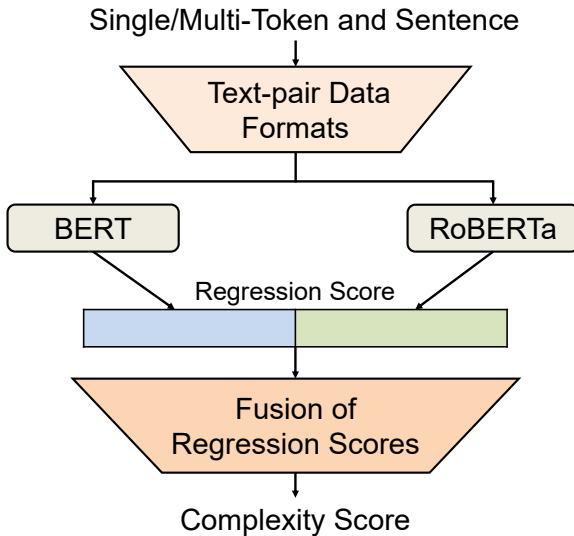 Single/Multi-Token and Sentence
Text-pair Data
Formats
BERT
RoBERTa
Regression Score
Fusion of
Regression Scores
Complexity Score